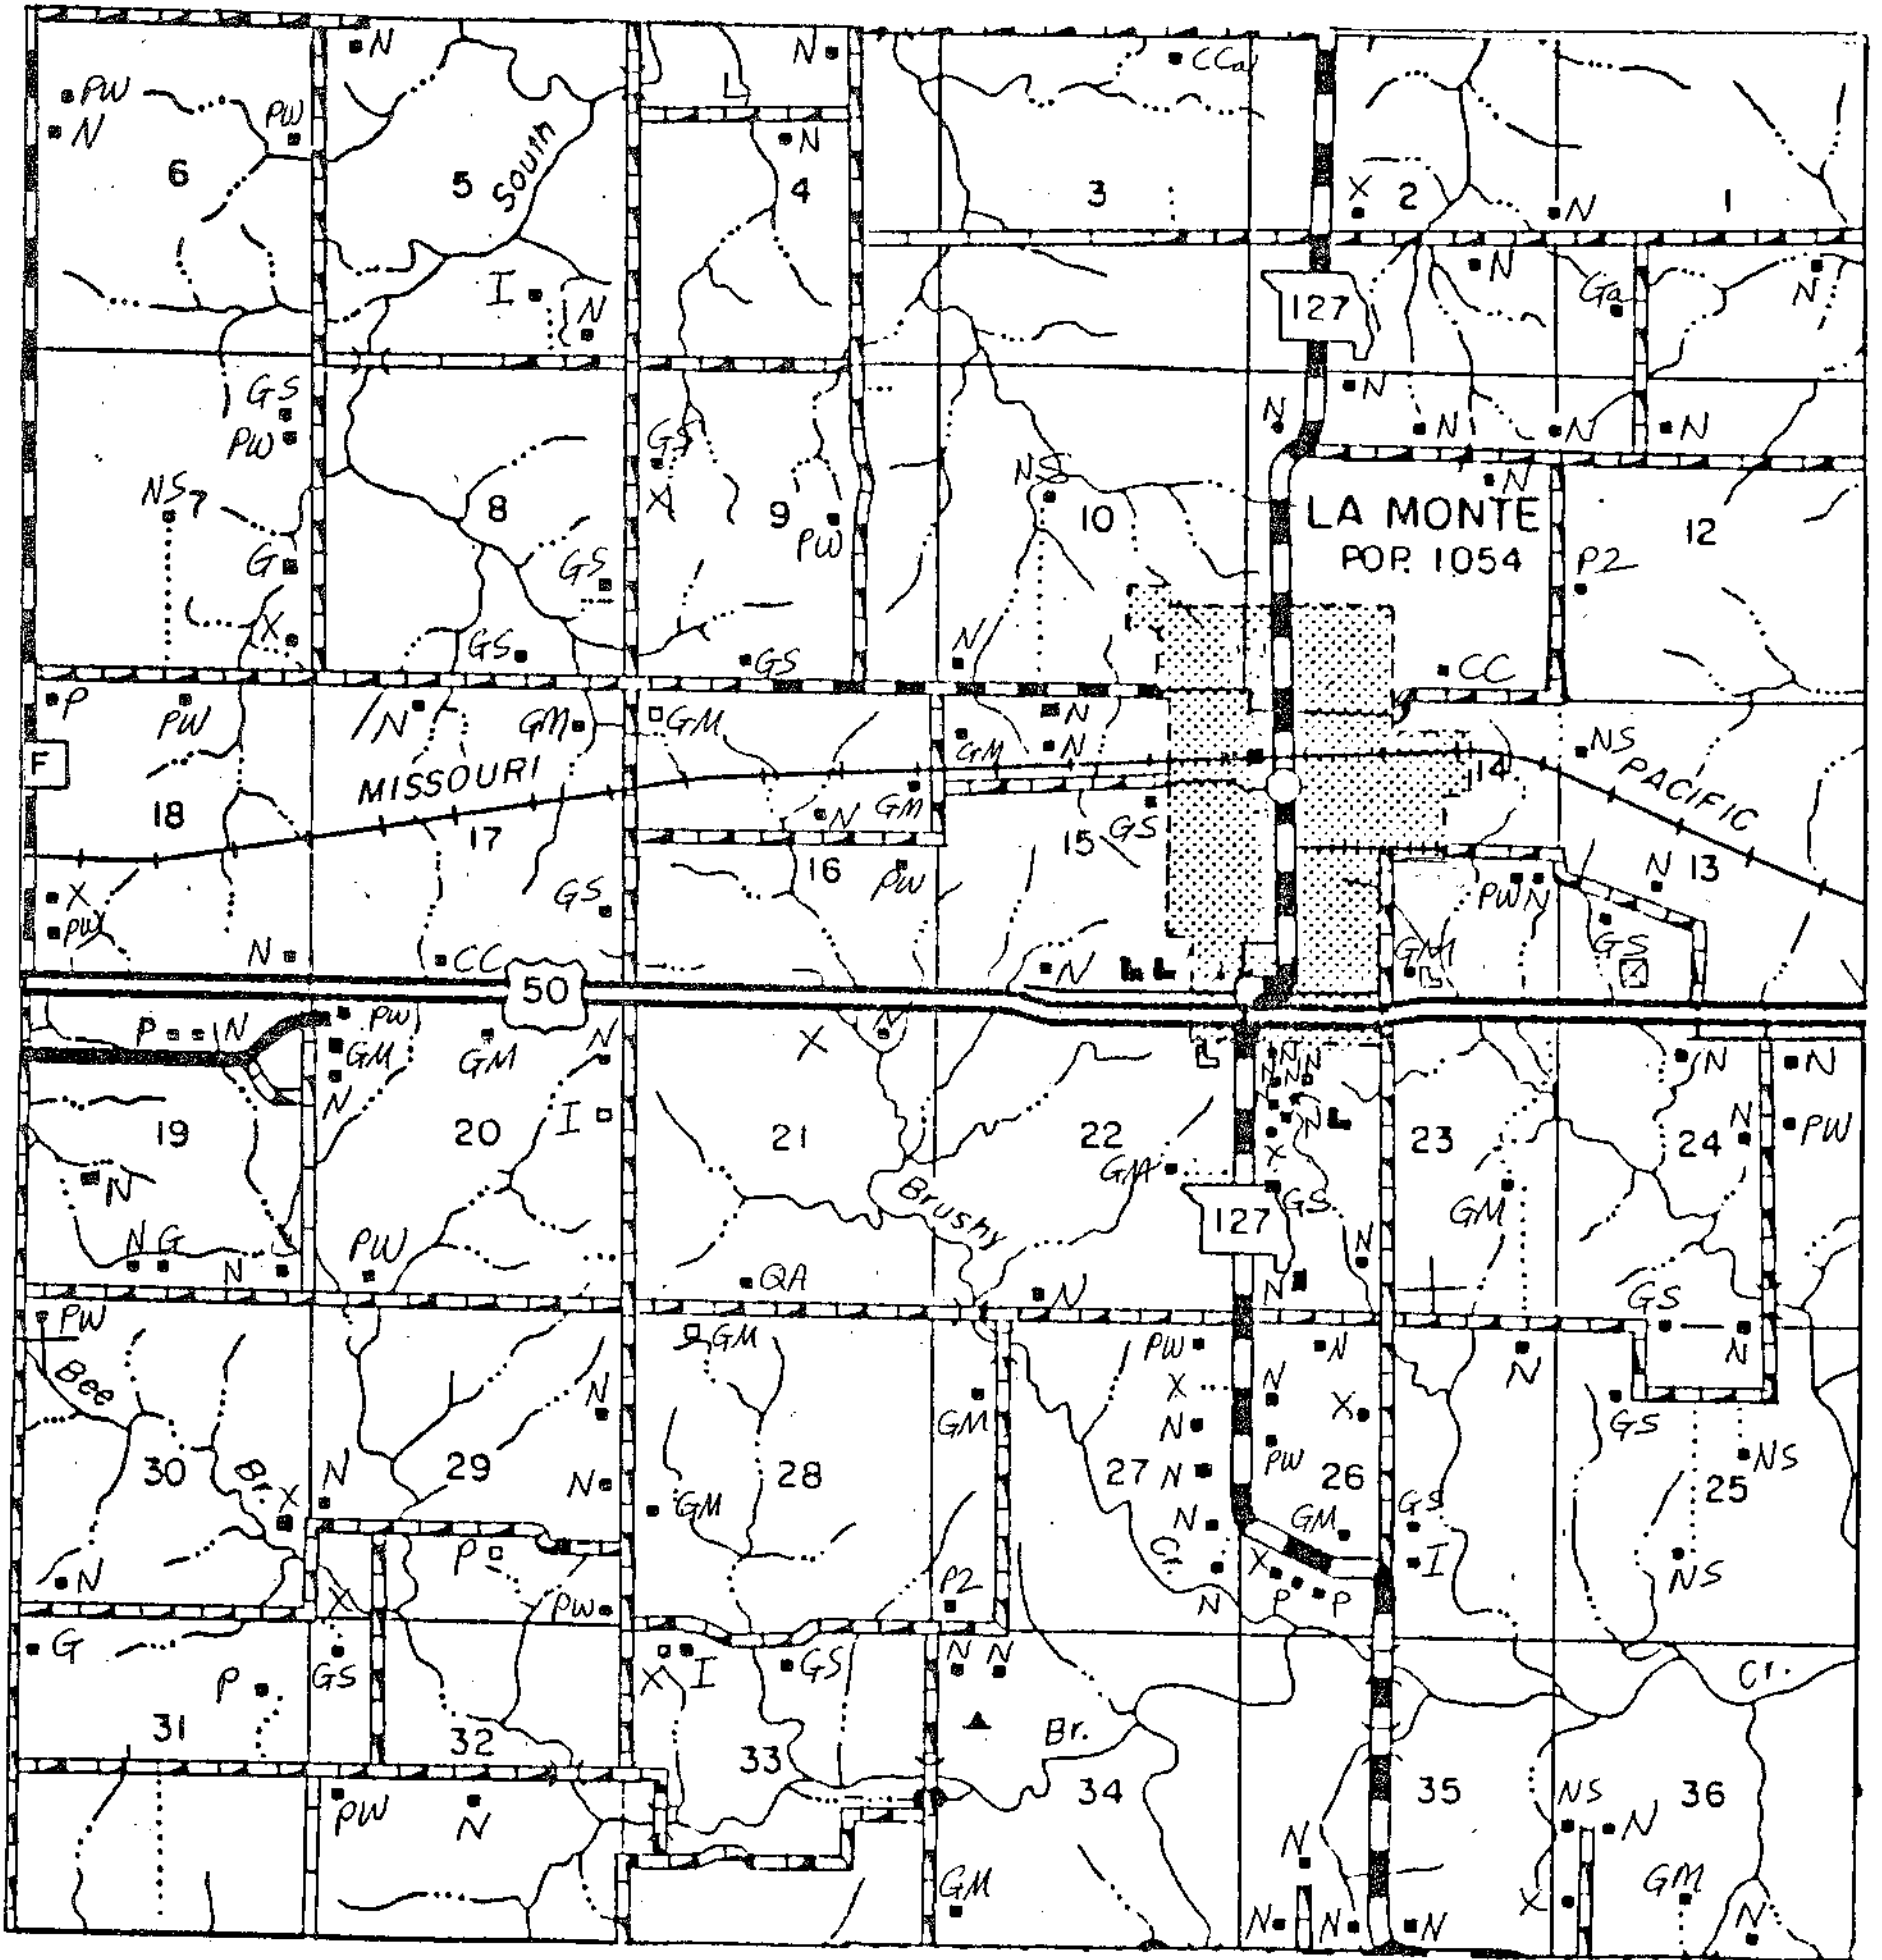 N
N
CCa
PW
N
PW
N
6
5
South
4
3
X
2
N
1
I
N
127
N
Ga
N
GS
PW
N
N
N
N
N
GS
X
NS
7
8
9
PW
NS
10
N
LA MONTE
POP. 1054
12
P2
G
GS
X
GS
GS
N
CC
P
PW
N
GM
GM
GM
N
N
NS
F
MISSOURI
PACIFIC
14
18
17
N
GM
GS
15
16
PW
N
13
X
PW
GS
PW N
GS
GM
N
CC
N
50
P
N
PW
GM
N
GM
N
X
N
N
N
N
N
N
N
19
20
I
21
22
N
23
24
N
PW
N
GM
X
GS
GM
Brushy
127
N G
N
PW
N
N
QA
N
GS
PW
GM
PW
N
N
N
Bee
N
GM
X
N
N
X
GS
30
Br.
X
N
29
N
GM
28
27
N
PW
26
NS
25
N
GM
GS
I
Cr.
N
P
X
P
P
NS
N
X
PW
P2
G
GS
X
I
GS
N
N
Cr.
P
31
32
33
Br.
34
35
NS
36
N
PW
N
N
GM
X
GM
N
N
N
N